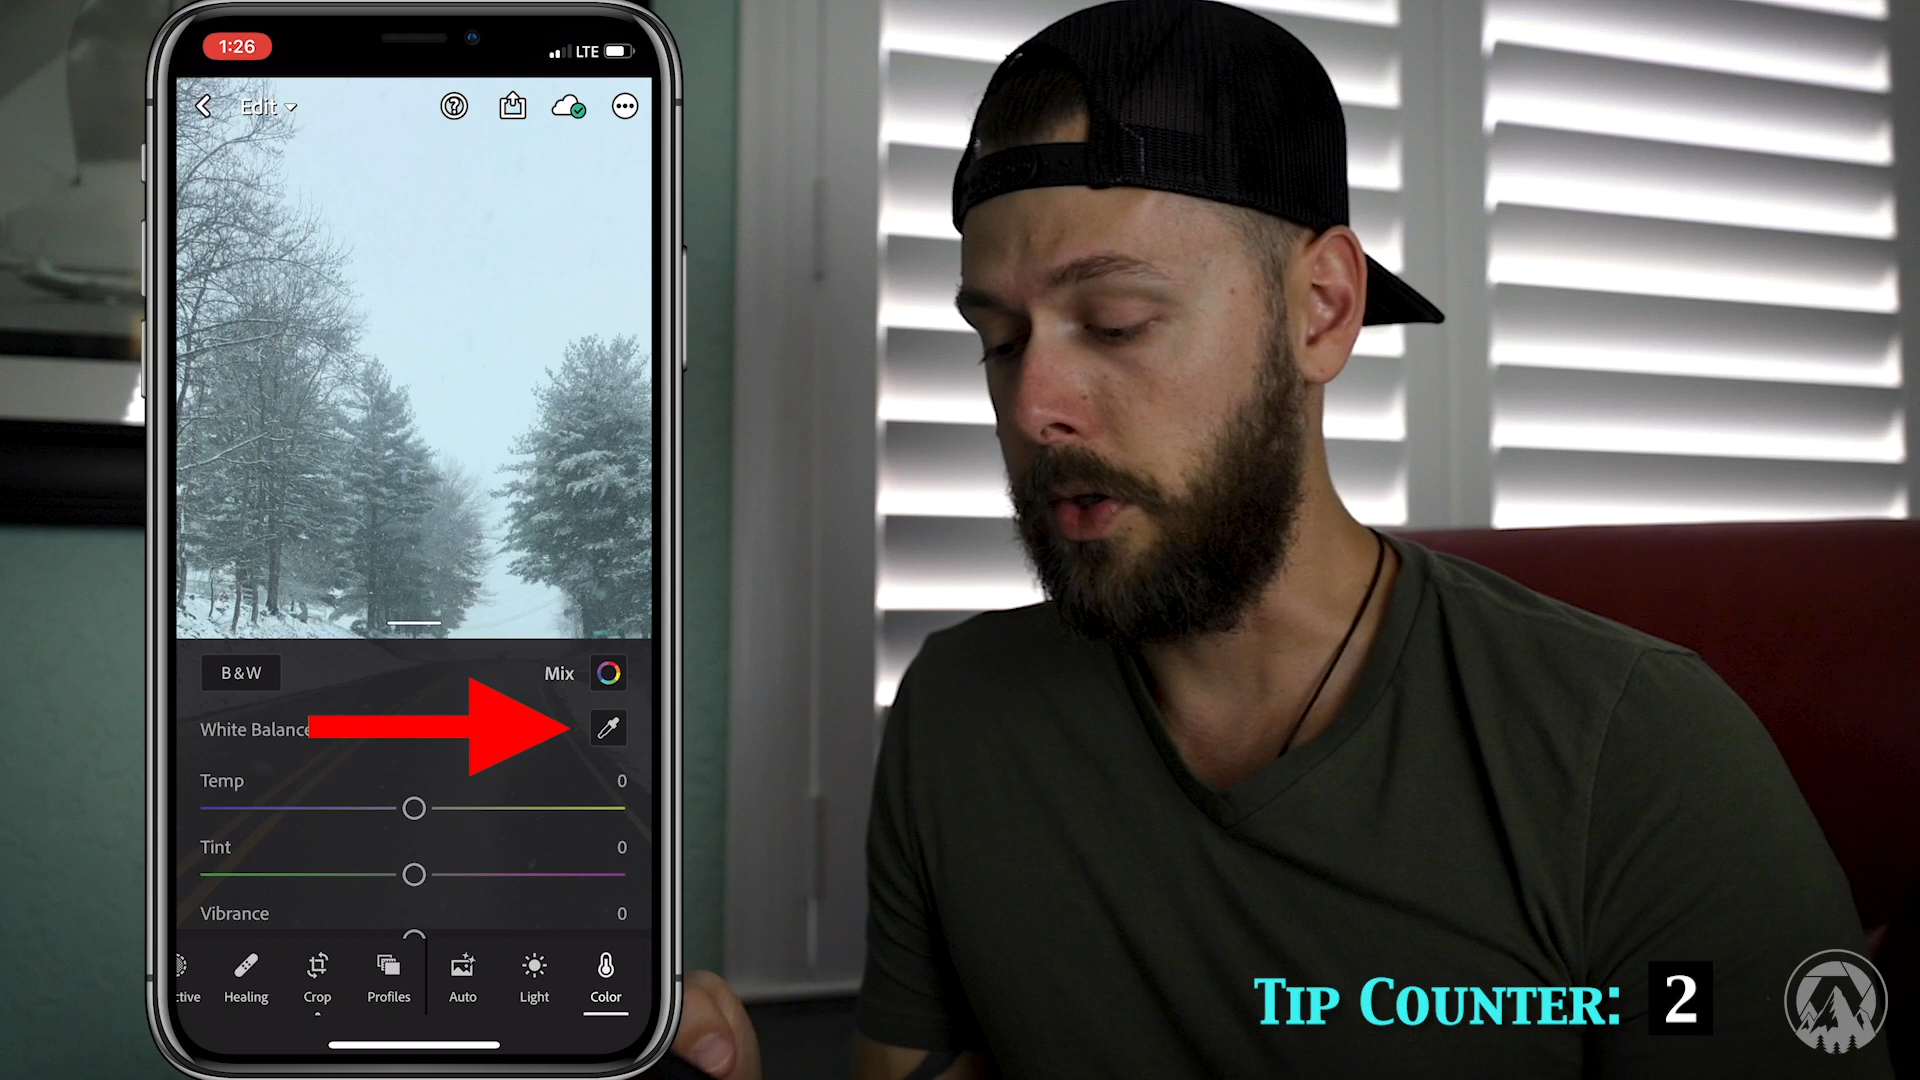 1:26
LTE
Edit
B&W
Mix
White Balance
Temp
0
Tint
0
Vibrance
0
Healing
Crop
Profiles
Auto
Light
Color
TIP COUNTER: 2